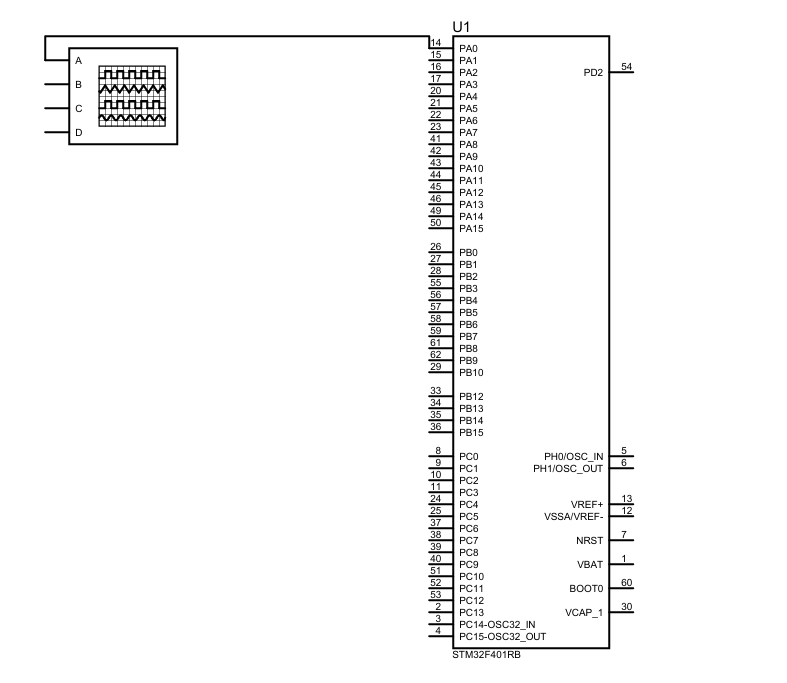 U1
A
B
C
D
14 PA0
15 PA1
16 PA2
17 PA3
20 PA4
21 PA5
22 PA6
23 PA7
41 PA8
42 PA9
43 PA10
44 PA11
45 PA12
46 PA13
49 PA14
50 PA15
26 PB0
27 PB1
28 PB2
55 PB3
56 PB4
57 PB5
58 PB6
59 PB7
61 PB8
62 PB9
29 PB10
33 PB12
34 PB13
35 PB14
36 PB15
8 PC0
9 PC1
10 PC2
11 PC3
24 PC4
25 PC5
37 PC6
38 PC7
39 PC8
40 PC9
51 PC10
52 PC11
53 PC12
2 PC13
3 PC14-OSC32_IN
4 PC15-OSC32_OUT
PD2 54
PH0/OSC_IN 5
PH1/OSC_OUT 6
VREF+ 13
VSSA/VREF- 12
NRST 7
VBAT 1
BOOT0 60
VCAP_1 30
STM32F401RB